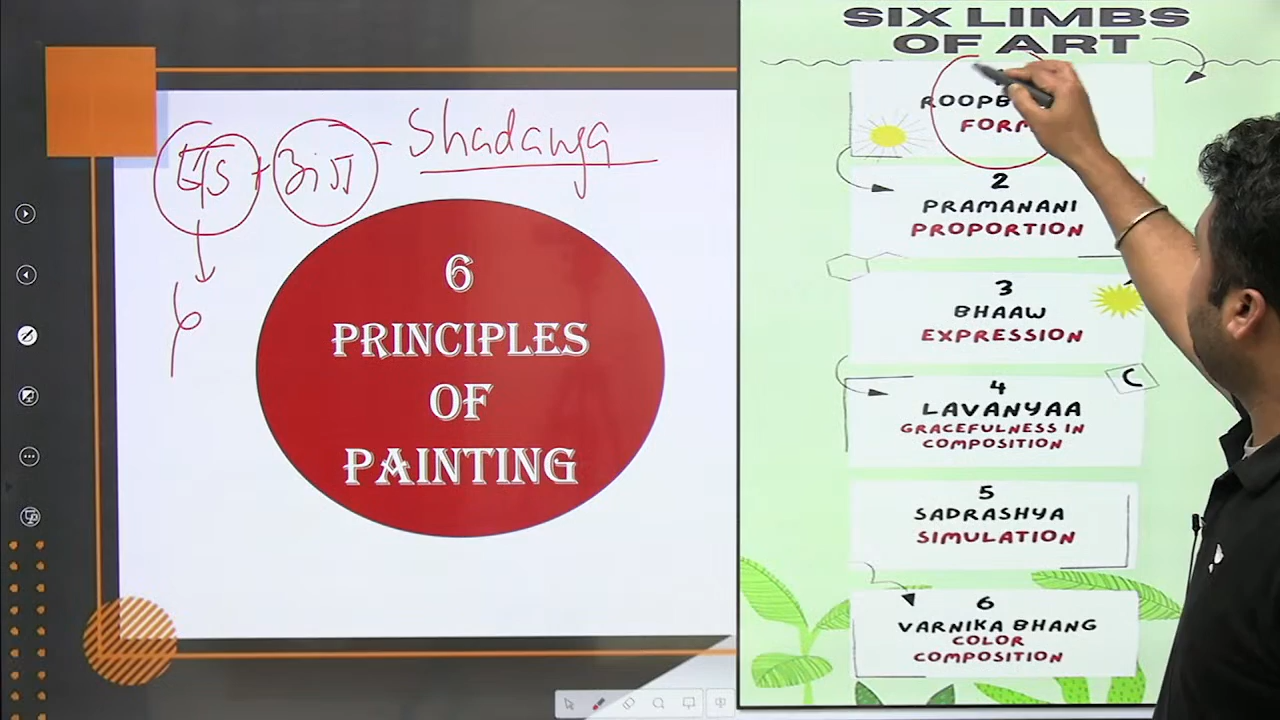 षड + अंग - Shadanga
6
6
PRINCIPLES
OF
PAINTING
SIX LIMBS
OF ART
FORM
2
PRAMANANI
PROPORTION
3
BHAAW
EXPRESSION
C
4
LAVANYAA
GRACEFULNESS IN
COMPOSITION
5
SADRASHYA
SIMULATION
6
VARNIKA BHANG
COLOR
COMPOSITION